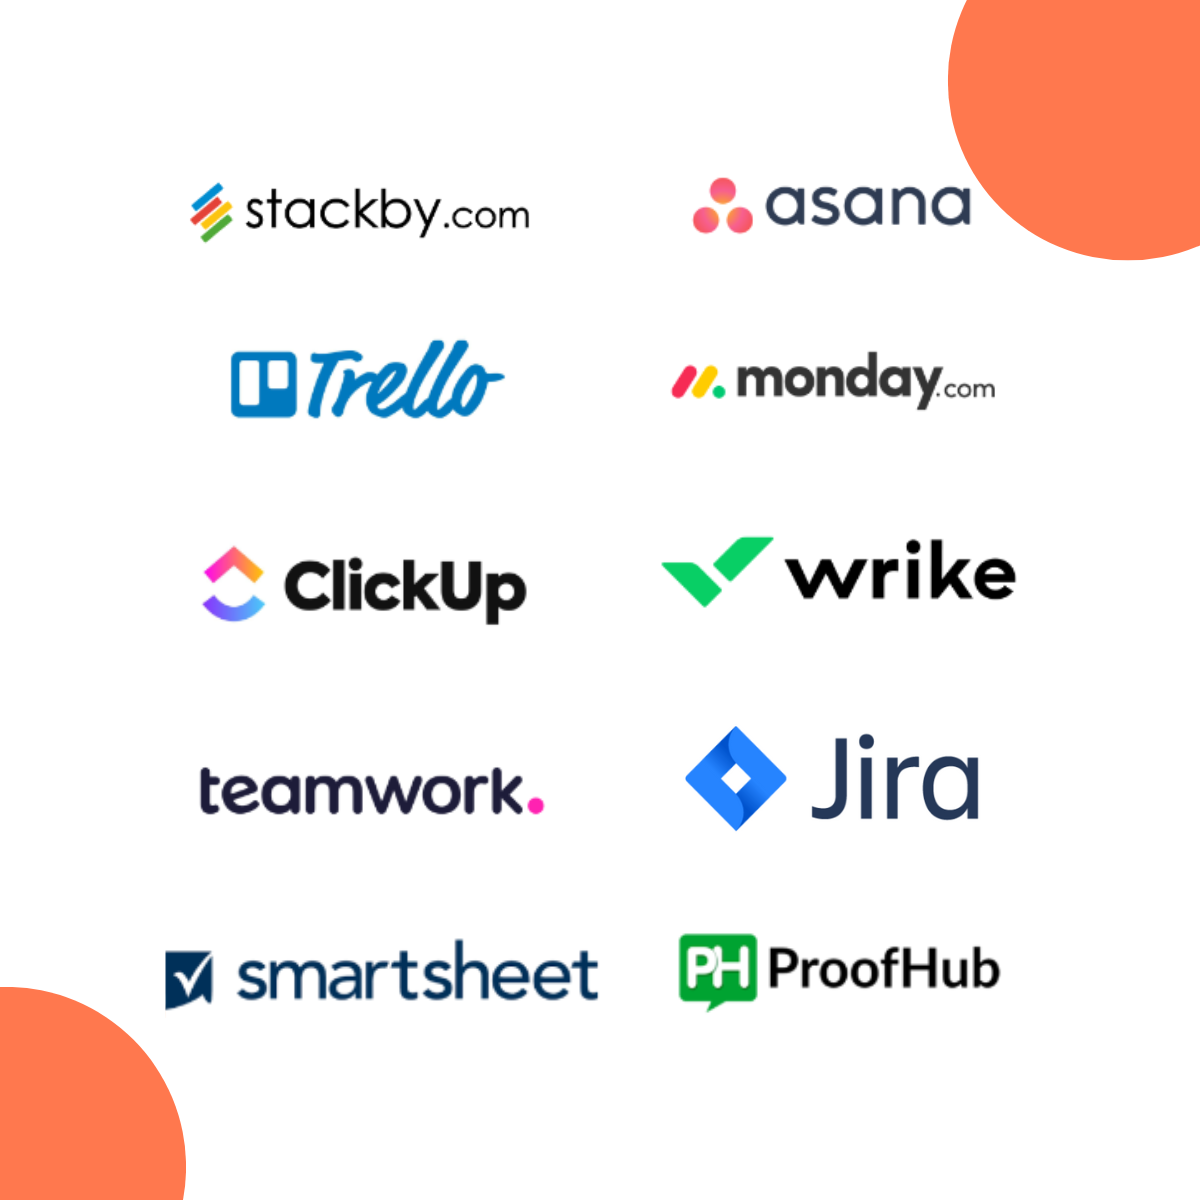 stackby.com
asana
Trello
monday.com
ClickUp
wrike
teamwork.
Jira
smartsheet
PH ProofHub